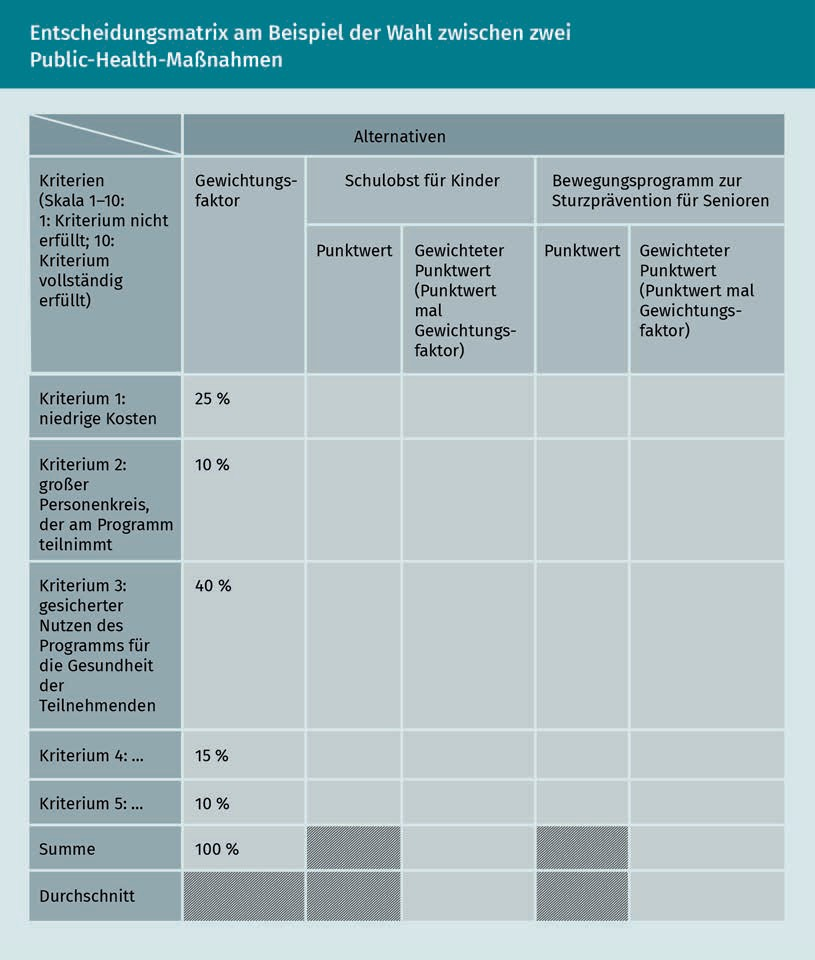 Entscheidungsmatrix am Beispiel der Wahl zwischen zwei
Public-Health-Maßnahmen
Alternativen
Kriterien
(Skala 1–10:
1: Kriterium nicht
erfüllt; 10:
Kriterium
vollständig
erfüllt)
Gewichtungs-
faktor
Schulobst für Kinder
Bewegungsprogramm zur
Sturzprävention für Senioren
Punktwert
Gewichteter
Punktwert
(Punktwert
mal
Gewichtungs-
faktor)
Punktwert
Gewichteter
Punktwert
(Punktwert mal
Gewichtungs-
faktor)
Kriterium 1:
niedrige Kosten
25 %
Kriterium 2:
großer
Personenkreis,
der am Programm
teilnimmt
10 %
Kriterium 3:
gesicherter
Nutzen des
Programms für
die Gesundheit
der
Teilnehmenden
40 %
Kriterium 4: ...
15 %
Kriterium 5: ...
10 %
Summe
100 %
Durchschnitt